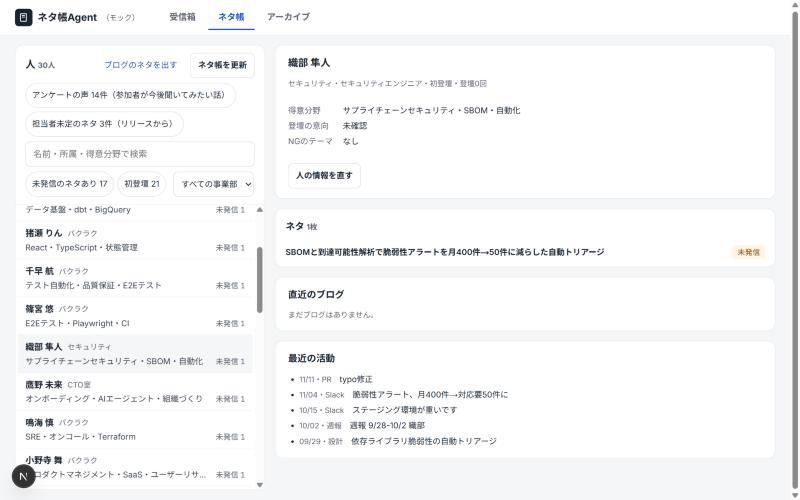 ネタ帳Agent （モック） 受信箱 ネタ帳 アーカイブ
人 30人 ブログのネタを出す ネタ帳を更新
アンケートの声 14件（参加者が今後聞いてみたい話）
担当者未定のネタ 3件（リリースから）
名前・所属・得意分野で検索
未発信のネタあり 17 初登壇 21 すべての事業部
データ基盤・dbt・BigQuery 未発信 1
猪瀬 りん バクラク
React・TypeScript・状態管理 未発信 1
千早 航 バクラク
テスト自動化・品質保証・E2Eテスト 未発信 1
篠宮 悠 バクラク
E2Eテスト・Playwright・CI 未発信 1
織部 隼人 セキュリティ
サプライチェーンセキュリティ・SBOM・自動化 未発信 1
鷹野 未来 CTO室
オンボーディング・AIエージェント・組織づくり 未発信 1
鳴海 慎 バクラク
SRE・オンコール・Terraform 未発信 1
小野寺 舞 バクラク
ロダクトマネジメント・SaaS・ユーザーリサ... 未発信 1
N
織部 隼人
セキュリティ・セキュリティエンジニア・初登壇・登壇0回
得意分野 サプライチェーンセキュリティ・SBOM・自動化
登壇の意向 未確認
NGのテーマ なし
人の情報を直す
ネタ 1枚
SBOMと到達可能性解析で脆弱性アラートを月400件→50件に減らした自動トリアージ 未発信
直近のブログ
まだブログはありません。
最近の活動
• 11/11・PR typo修正
• 11/04・Slack 脆弱性アラート、月400件→対応要50件に
• 10/15・Slack ステージング環境が重いです
• 10/02・週報 週報 9/28-10/2 織部
• 09/29・設計 依存ライブラリ脆弱性の自動トリアージ